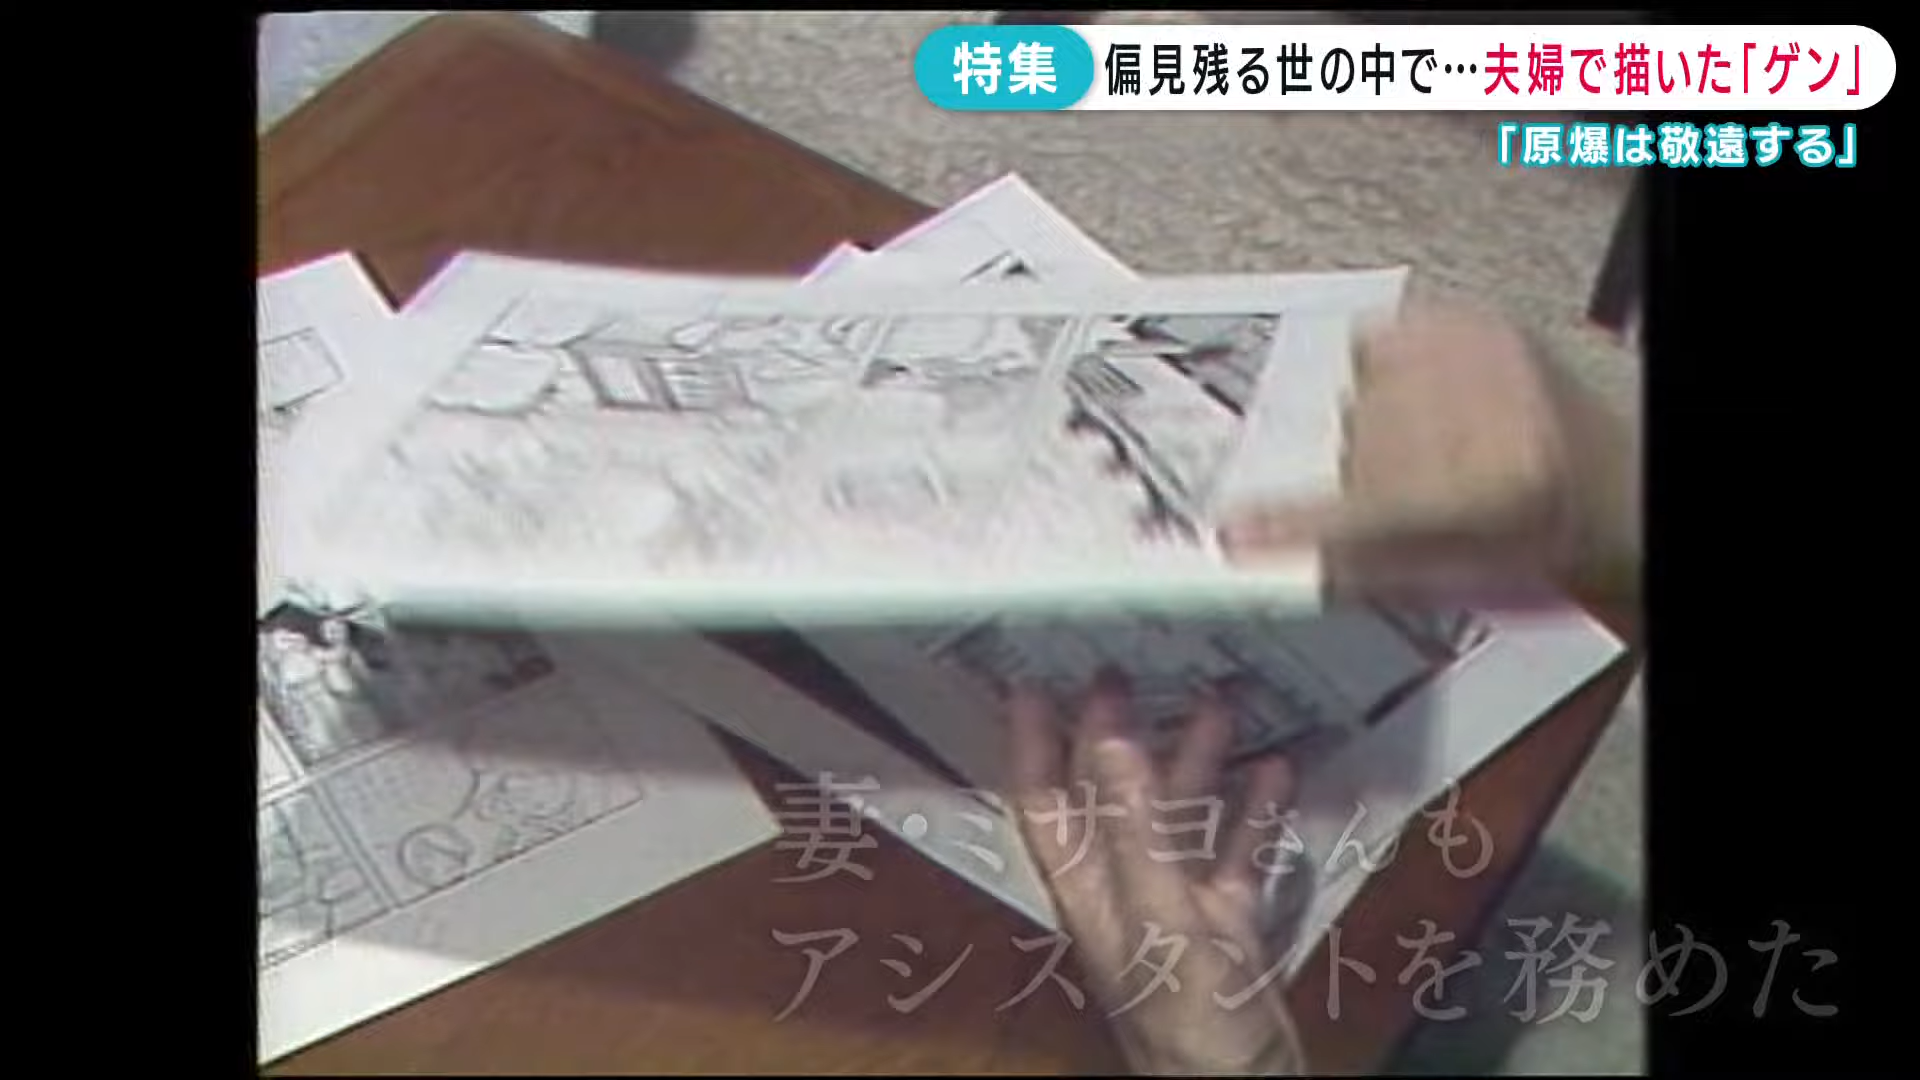 特集 偏見残る世の中で…夫婦で描いた「ゲン」
「原爆は敬遠する」
妻・ミサヨさんも
アシスタントを務めた